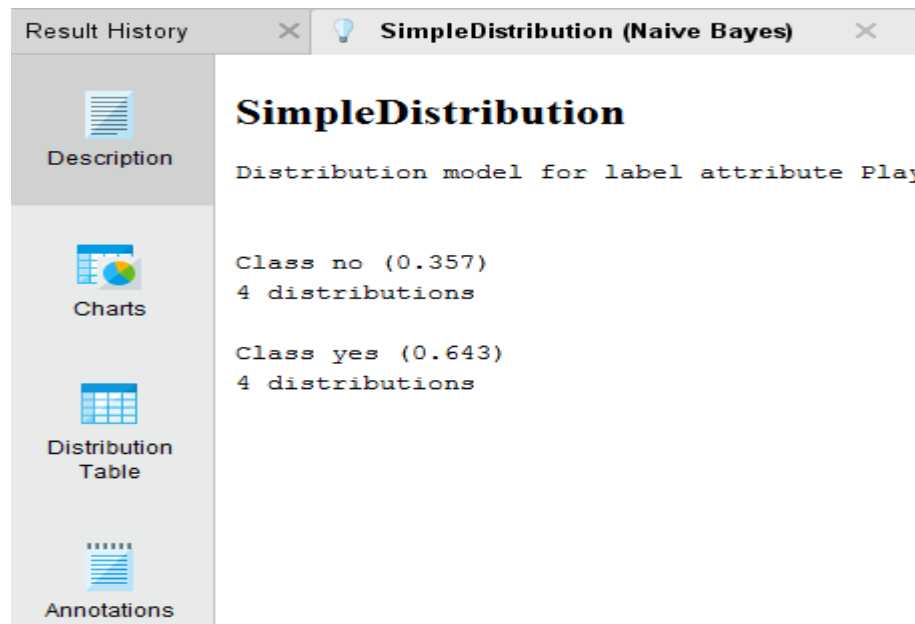 Result History
SimpleDistribution (Naive Bayes)
Description
Charts
Distribution
Table
Annotations
SimpleDistribution
Distribution model for label attribute Play
Class no (0.357)
4 distributions
Class yes (0.643)
4 distributions